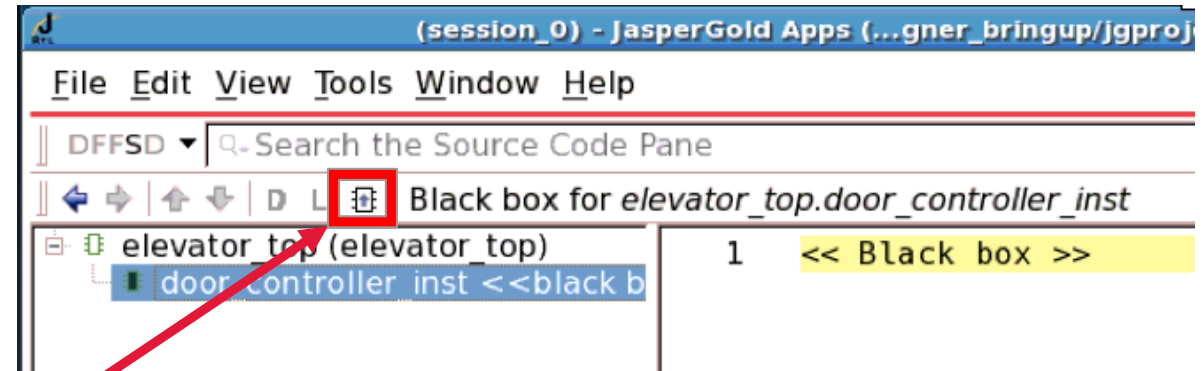 RTL (session_0) - JasperGold Apps (...gner_bringup/jgproj
File Edit View Tools Window Help
DFFSD Search the Source Code Pane
D L Black box for elevator_top.door_controller_inst
elevator_top (elevator_top)
door_controller_inst <<black b
1 << Black box >>